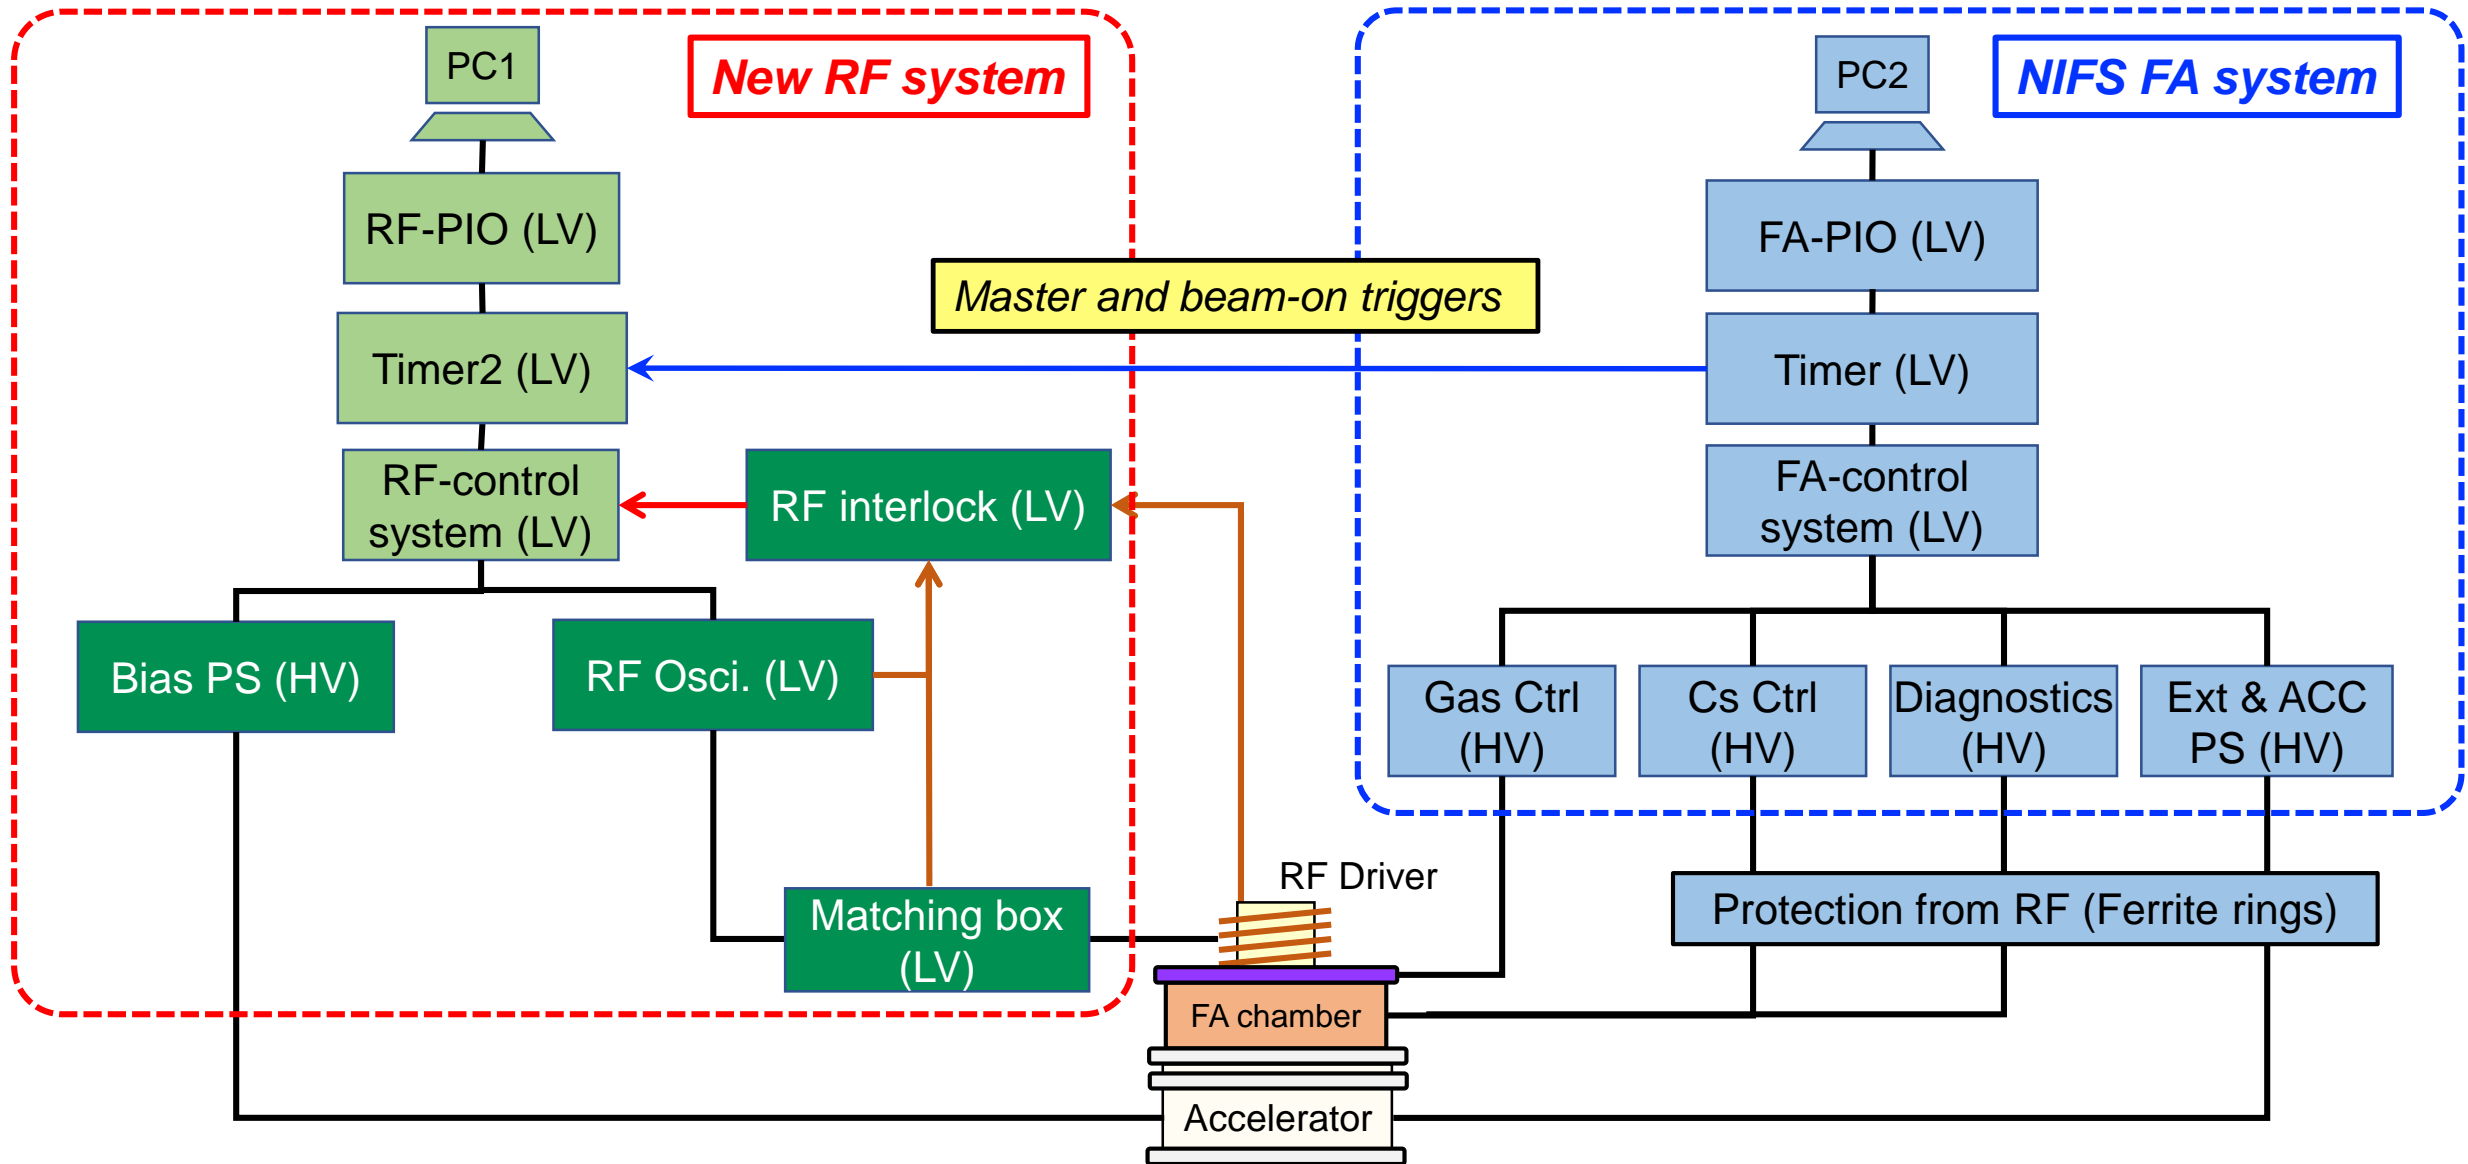 PC1
New RF system
PC2
NIFS FA system
RF-PIO (LV)
FA-PIO (LV)
Master and beam-on triggers
Timer2 (LV)
Timer (LV)
RF-control
system (LV)
RF interlock (LV)
FA-control
system (LV)
Bias PS (HV)
RF Osci. (LV)
Gas Ctrl
(HV)
Cs Ctrl
(HV)
Diagnostics
(HV)
Ext & ACC
PS (HV)
RF Driver
Matching box
(LV)
Protection from RF (Ferrite rings)
FA chamber
Accelerator